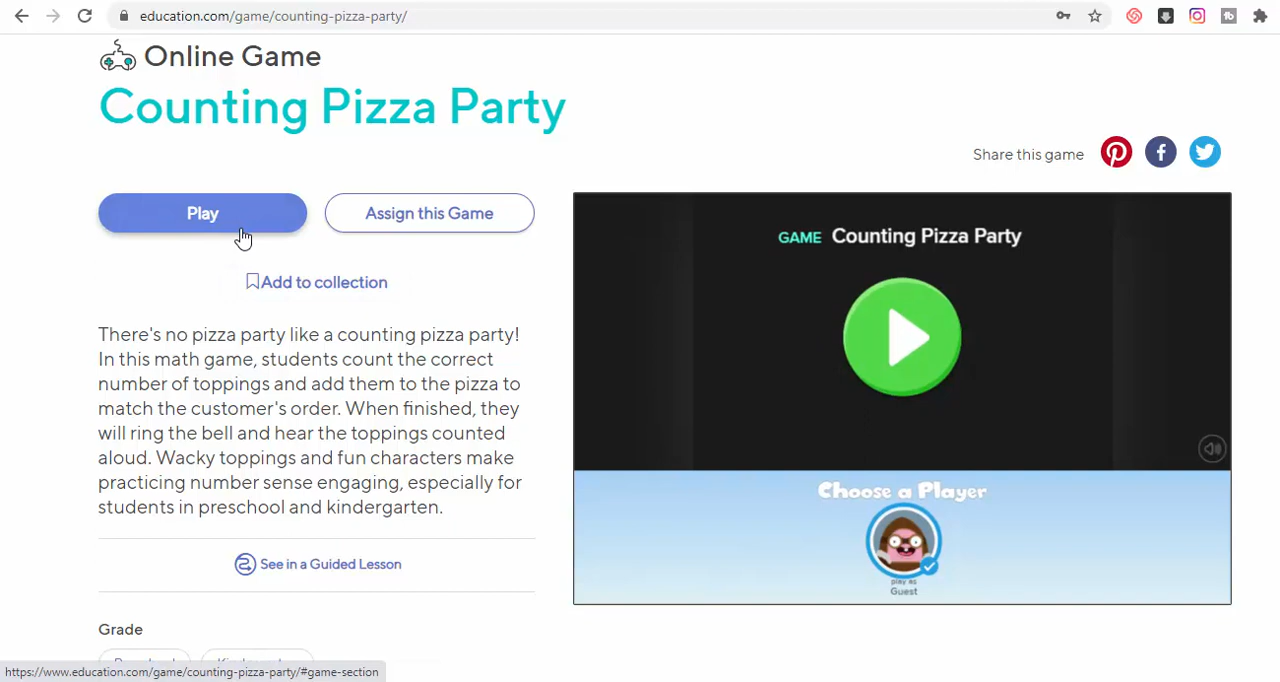 education.com/game/counting-pizza-party/
Online Game
Counting Pizza Party
Share this game
Play
Assign this Game
Add to collection
There's no pizza party like a counting pizza party!
In this math game, students count the correct
number of toppings and add them to the pizza to
match the customer's order. When finished, they
will ring the bell and hear the toppings counted
aloud. Wacky toppings and fun characters make
practicing number sense engaging, especially for
students in preschool and kindergarten.
See in a Guided Lesson
Grade
GAME Counting Pizza Party
Choose a Player
play as
Guest
https://www.education.com/game/counting-pizza-party/#game-section